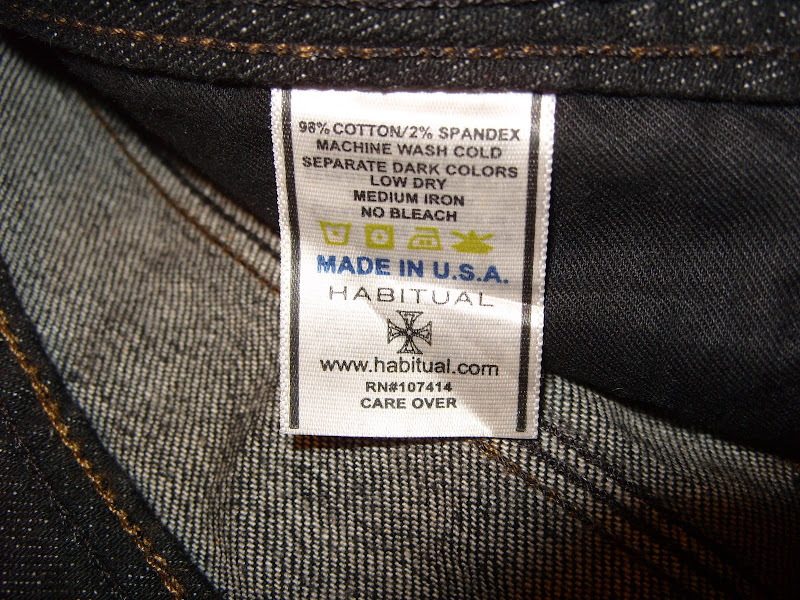 98% COTTON/2% SPANDEX
MACHINE WASH COLD
SEPARATE DARK COLORS
LOW DRY
MEDIUM IRON
NO BLEACH
MADE IN U.S.A.
HABITUAL
www.habitual.com
RN#107414
CARE OVER